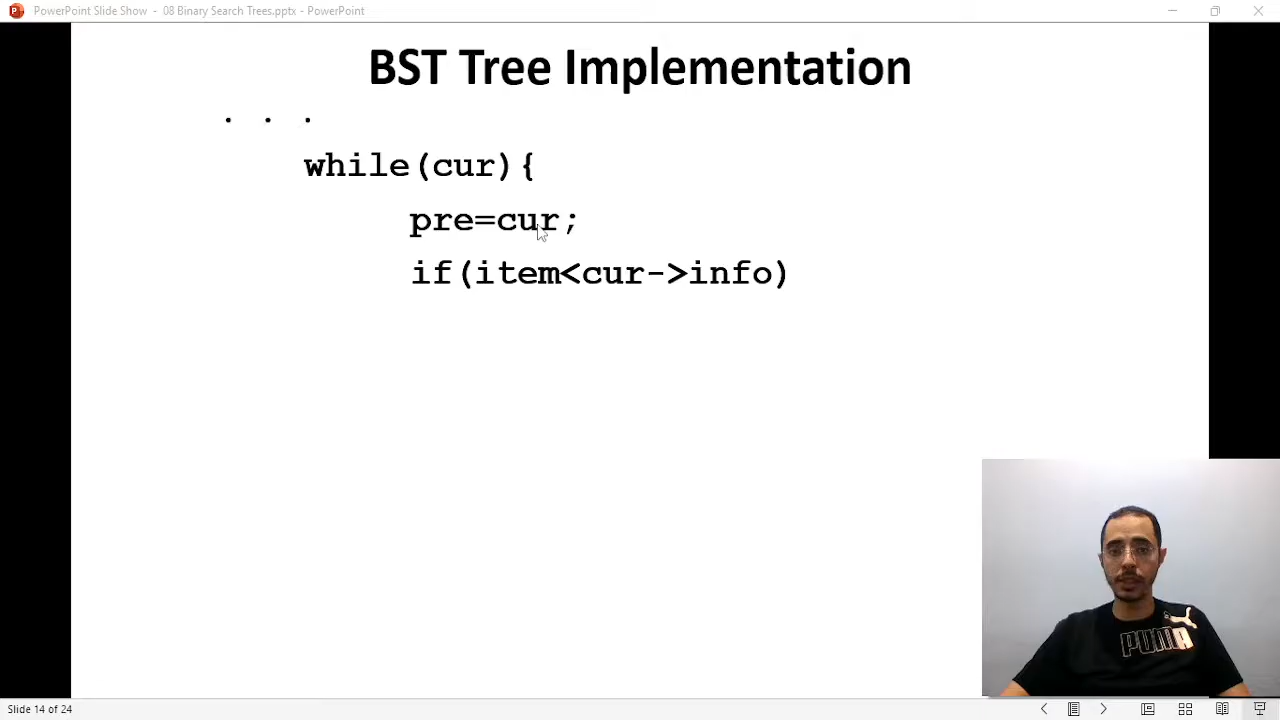 PowerPoint Slide Show - 08 Binary Search Trees.pptx - PowerPoint
BST Tree Implementation
. . .
while(cur){
pre=cur;
if(item<cur->info)
PUMA
Slide 14 of 24